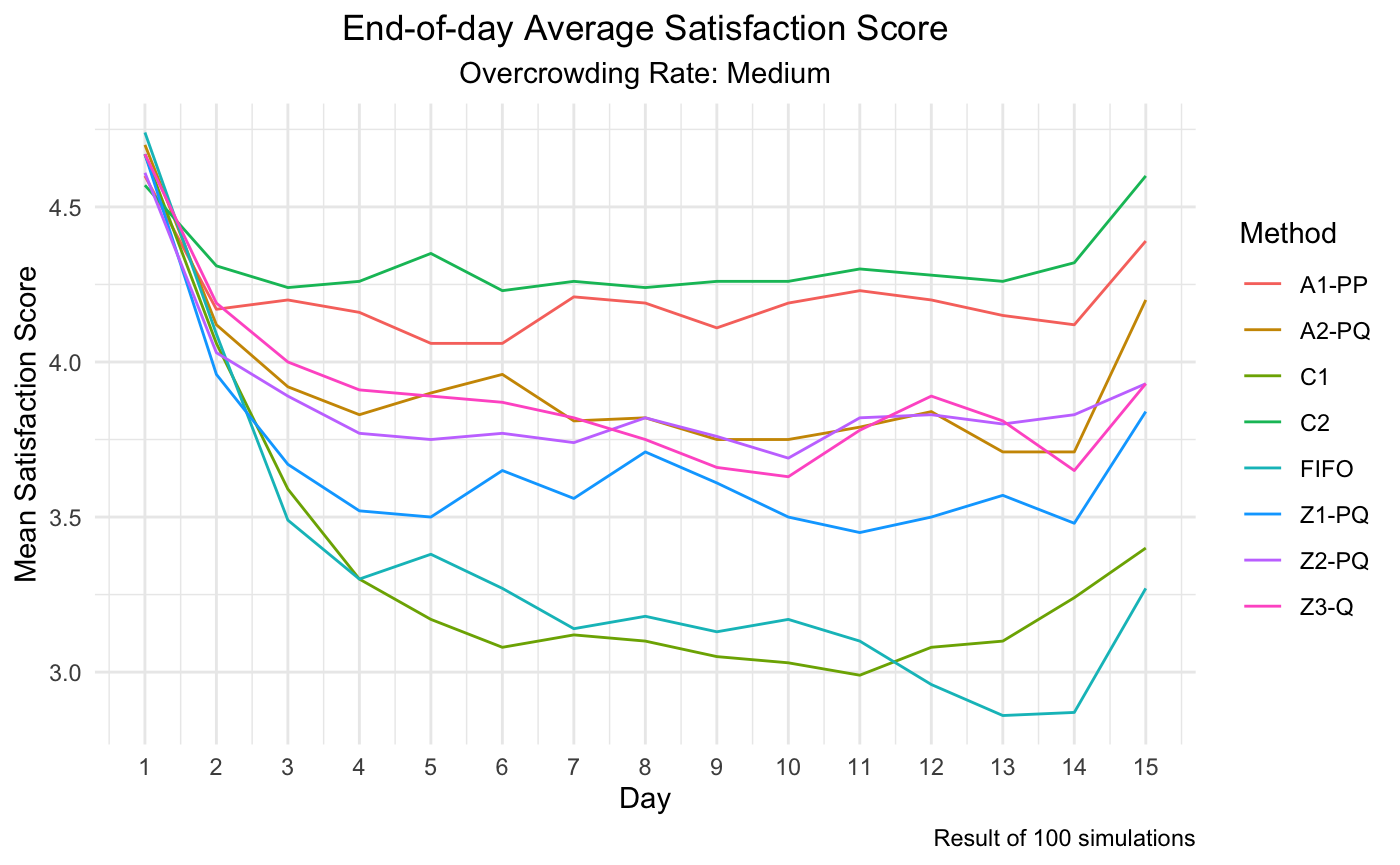 End-of-day Average Satisfaction Score
Overcrowding Rate: Medium
Mean Satisfaction Score
4.5
4.0
3.5
3.0
1 2 3 4 5 6 7 8 9 10 11 12 13 14 15
Day
Method
A1-PP
A2-PQ
C1
C2
FIFO
Z1-PQ
Z2-PQ
Z3-Q
Result of 100 simulations